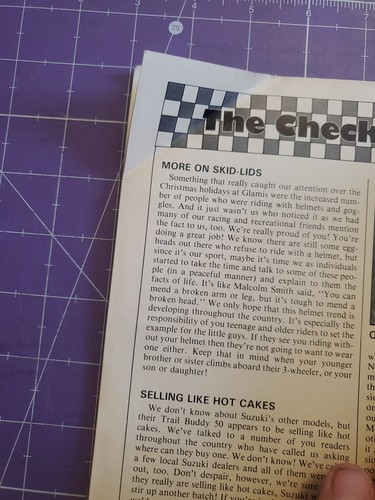 3
4
5
6
7
75
The Check
MORE ON SKID-LIDS
Something that really caught our attention over the
Christmas holidays at Glamis were the increased num-
ber of people who were riding with helmets and gog-
gles. And it just wasn't us who noticed it as we had
many of our racing and recreational friends mention
the fact to us, too. We're really proud of you! You're
doing a great job! We know there are still some egg-
heads out there who refuse to ride with a helmet, but
since it's our sport, maybe it's time we as individuals
started to take the time and talk to some of these peo-
ple (in a peaceful manner) and explain to them the
facts of life. It's like Malcolm Smith said, "You can
mend a broken arm or leg, but it's tough to mend a
broken head." We only hope that this helmet trend is
developing throughout the country. It's especially the
responsibility of you teenage and older riders to set the
example for the little guys. If they see you riding with-
out your helmet then they're not going to want to wear
one either. Keep that in mind when your younger
brother or sister climbs aboard their 3-wheeler, or your
son or daughter!
SELLING LIKE HOT CAKES
We don't know about Suzuki's other models, but
their Trail Buddy 50 appears to be selling like hot
cakes. We've talked to a number of you readers
throughout the country who have called us asking
where can they buy one. We don't know! We've
a few local Suzuki dealers and all of them were
out, too. Don't despair, however, we're sure
they really are selling like hot cakes, Suzuki
stir up another batch! If